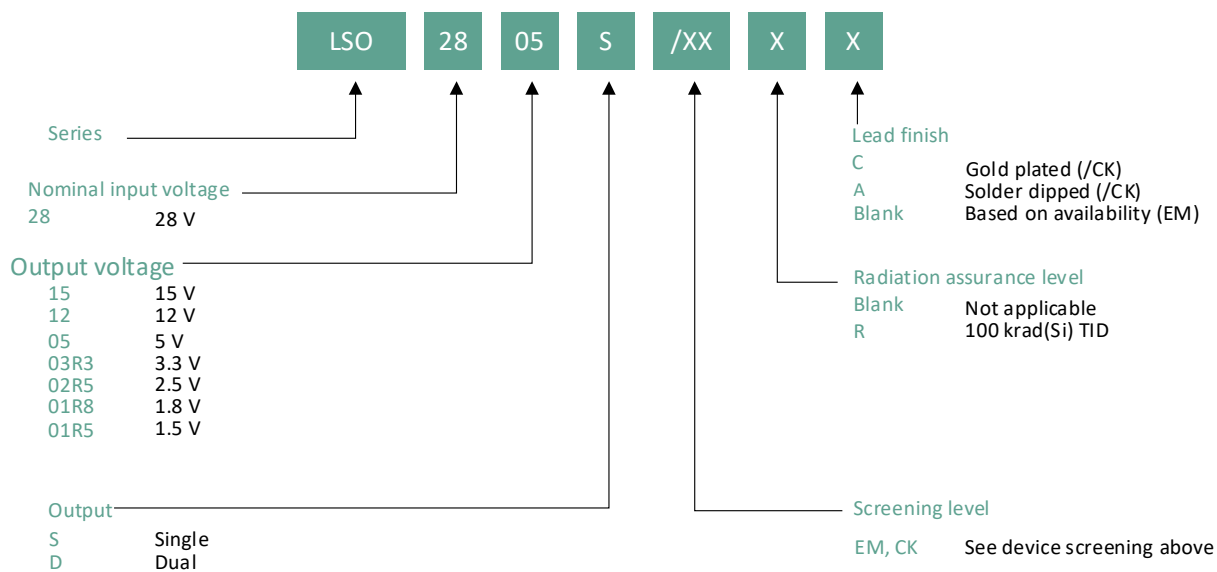 LSO 28 05 S /XX X X
Series
Nominal input voltage
28 28 V
Output voltage
15 15 V
12 12 V
05 5 V
03R3 3.3 V
02R5 2.5 V
01R8 1.8 V
01R5 1.5 V
Output
S Single
D Dual
Lead finish
C Gold plated (/CK)
A Solder dipped (/CK)
Blank Based on availability (EM)
Radiation assurance level
Blank Not applicable
R 100 krad(Si) TID
Screening level
EM, CK See device screening above